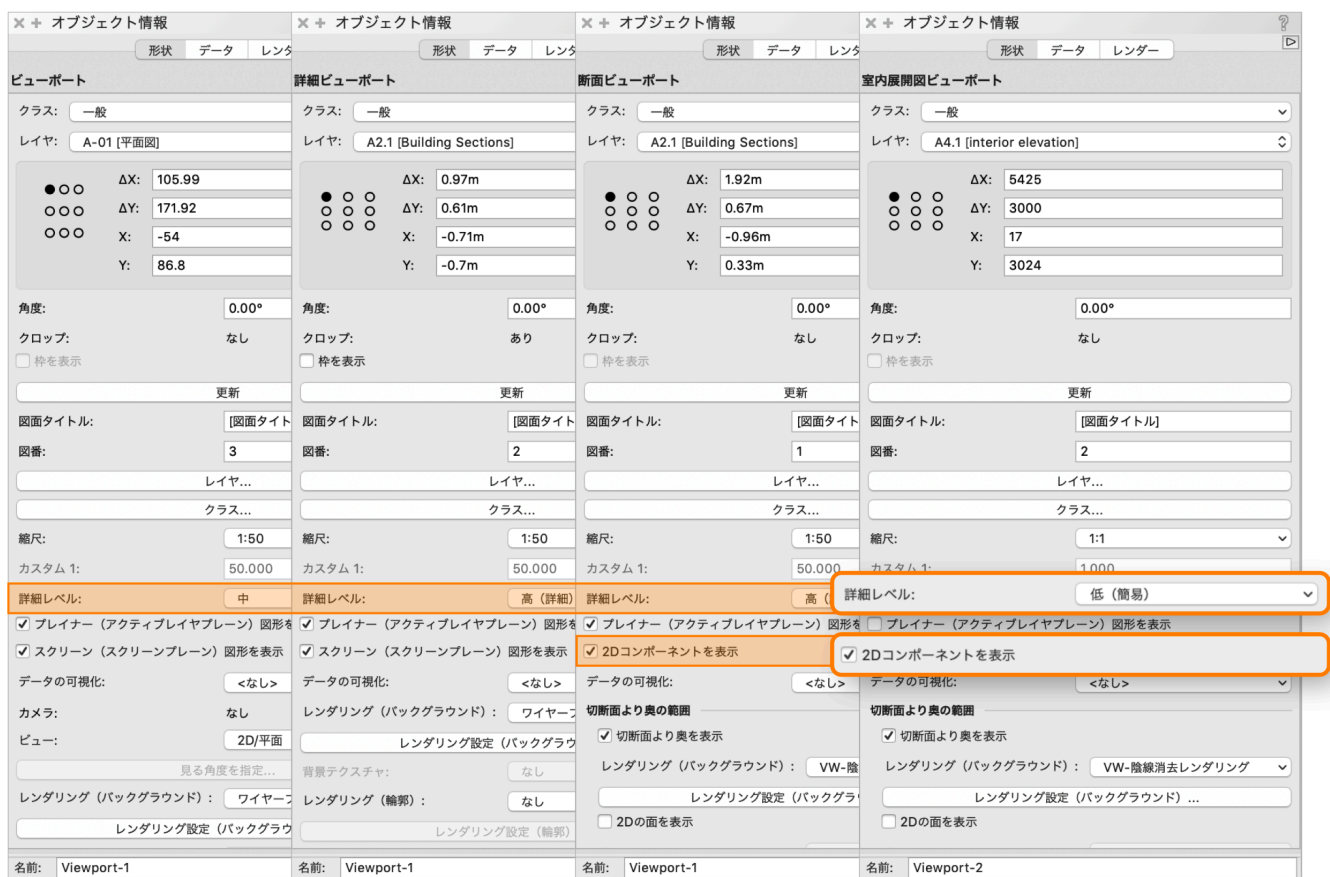 オブジェクト情報
形状 データ レンダ
ビューポート
クラス: 一般
レイヤ: A-01 [平面図]
ΔX: 105.99
ΔY: 171.92
X: -54
Y: 86.8
角度: 0.00°
クロップ: なし
枠を表示
更新
図面タイトル: [図面タイト
図番: 3
レイヤ...
クラス...
縮尺: 1:50
カスタム 1: 50.000
詳細レベル: 中
プレイナー（アクティブレイヤプレーン）図形を
スクリーン（スクリーンプレーン）図形を表示
データの可視化: <なし>
カメラ: なし
ビュー: 2D/平面
見る角度を指定...
レンダリング（バックグラウンド）: ワイヤーフ
レンダリング設定（バックグラウ
名前: Viewport-1
オブジェクト情報
形状 データ レンダ
詳細ビューポート
クラス: 一般
レイヤ: A2.1 [Building Sections]
ΔX: 0.97m
ΔY: 0.61m
X: -0.71m
Y: -0.7m
角度: 0.00°
クロップ: あり
枠を表示
更新
図面タイトル: [図面タイト
図番: 2
レイヤ...
クラス...
縮尺: 1:50
カスタム 1: 50.000
詳細レベル: 高（詳細）
プレイナー（アクティブレイヤプレーン）図形を
スクリーン（スクリーンプレーン）図形を表示
データの可視化: <なし>
レンダリング（バックグラウンド）: ワイヤーフ
レンダリング設定（バックグラウ
背景テクスチャ: なし
レンダリング（輪郭）: なし
レンダリング設定（輪郭）
名前: Viewport-1
オブジェクト情報
形状 データ レンダ
断面ビューポート
クラス: 一般
レイヤ: A2.1 [Building Sections]
ΔX: 1.92m
ΔY: 0.67m
X: -0.96m
Y: 0.33m
角度: 0.00°
クロップ: なし
枠を表示
更新
図面タイトル: [図面タイト
図番: 1
レイヤ...
クラス...
縮尺: 1:50
カスタム 1: 50.000
詳細レベル: 高（
プレイナー（アクティブレイヤプレーン）図形を
2Dコンポーネントを表示
データの可視化: <なし>
切断面より奥の範囲
切断面より奥を表示
レンダリング（バックグラウンド）: VW-陰
レンダリング設定（バックグラ
2Dの面を表示
名前: Viewport-1
オブジェクト情報
形状 データ レンダー
室内展開図ビューポート
クラス: 一般
レイヤ: A4.1 [interior elevation]
ΔX: 5425
ΔY: 3000
X: 17
Y: 3024
角度: 0.00°
クロップ: なし
枠を表示
更新
図面タイトル: [図面タイトル]
図番: 2
レイヤ...
クラス...
縮尺: 1:1
カスタム 1: 1.000
詳細レベル: 低（簡易）
プレイナー（アクティブレイヤプレーン）図形を表示
2Dコンポーネントを表示
データの可視化: <なし>
切断面より奥の範囲
切断面より奥を表示
レンダリング（バックグラウンド）: VW-陰線消去レンダリング
レンダリング設定（バックグラウンド）...
2Dの面を表示
名前: Viewport-2